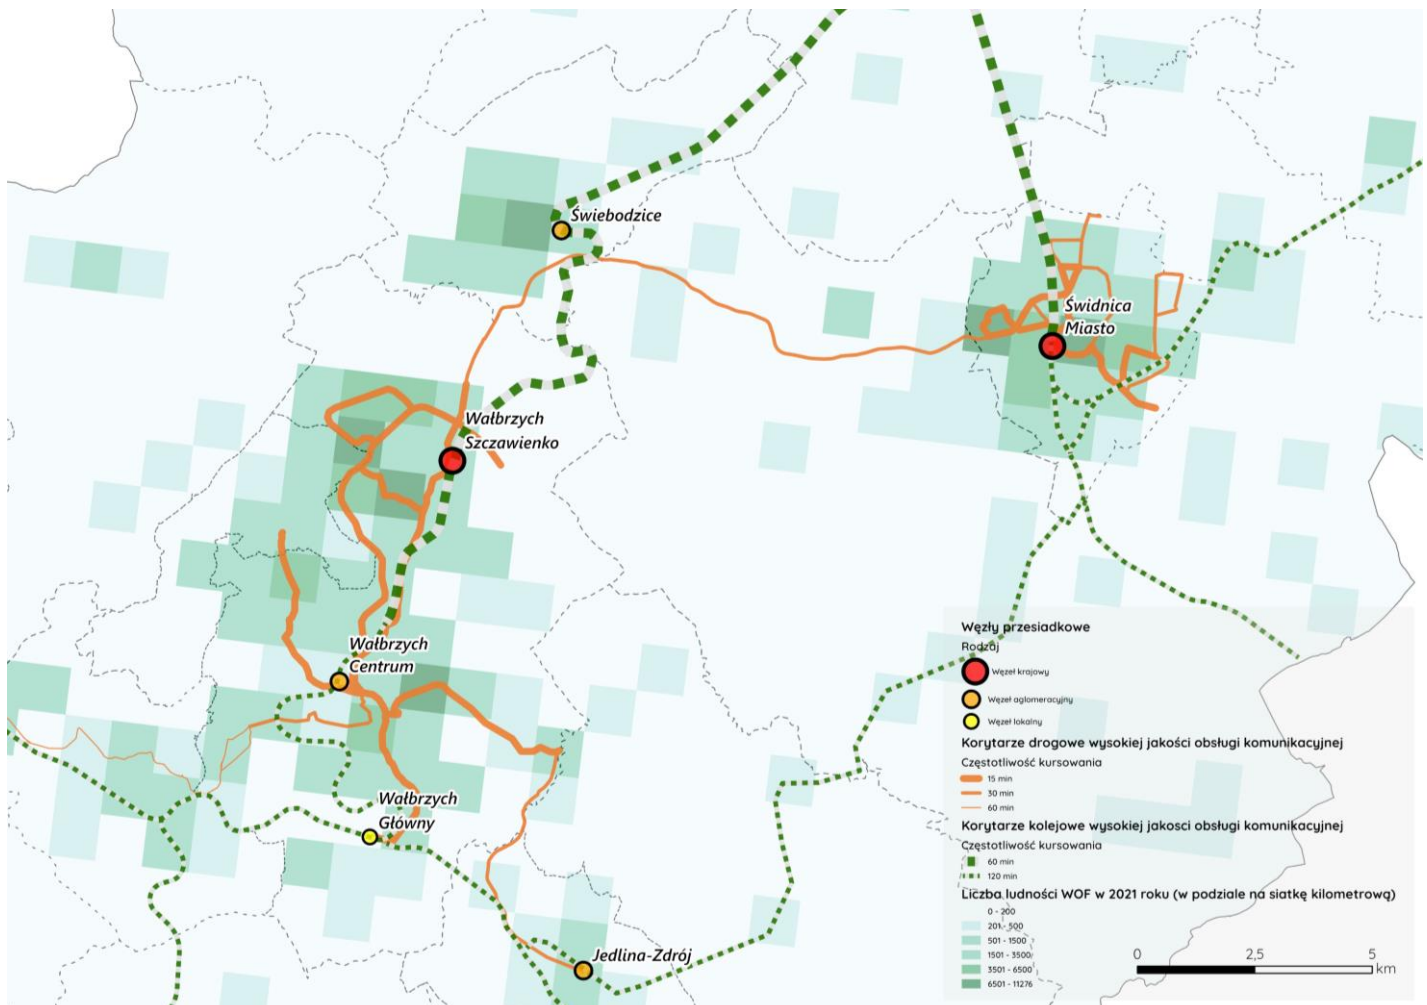 Świebodzice
Świdnica
Miasto
Wałbrzych
Szczawienko
Wałbrzych
Centrum
Wałbrzych
Główny
Jedlina-Zdrój
Węzły przesiadkowe
Rodzaj
Węzeł krajowy
Węzeł aglomeracyjny
Węzeł lokalny
Korytarze drogowe wysokiej jakości obsługi komunikacyjnej
Częstotliwość kursowania
15 min
30 min
60 min
Korytarze kolejowe wysokiej jakosci obsługi komunikacyjnej
Częstotliwość kursowania
60 min
120 min
Liczba ludności WOF w 2021 roku (w podziale na siatkę kilometrową)
0 - 200
201 - 500
501 - 1500
1501 - 3500
3501 - 6500
6501 - 11276
0 2,5 5
km